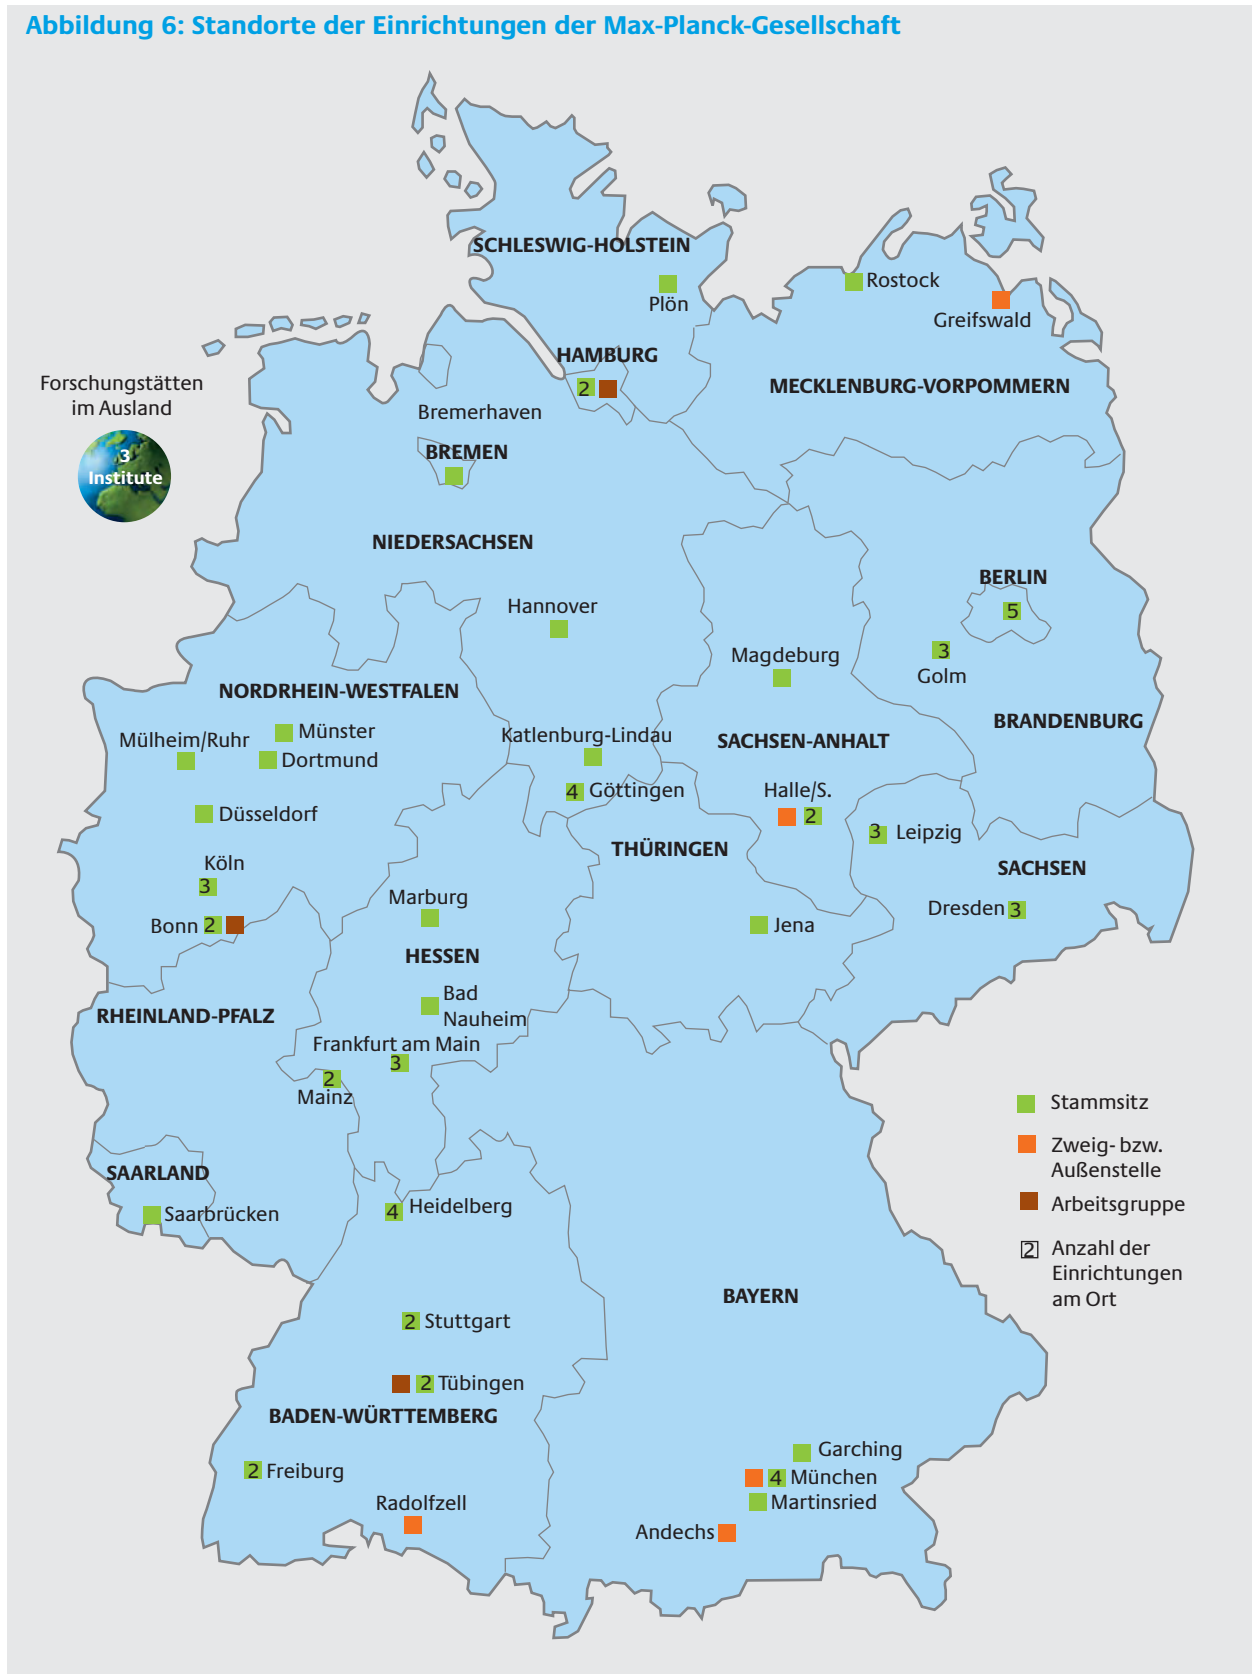 Abbildung 6: Standorte der Einrichtungen der Max-Planck-Gesellschaft
SCHLESWIG-HOLSTEIN
Plön
Rostock
Greifswald
HAMBURG
2
MECKLENBURG-VORPOMMERN
Forschungstätten
im Ausland
3
Institute
Bremerhaven
BREMEN
NIEDERSACHSEN
Hannover
BERLIN
5
3
Golm
Magdeburg
BRANDENBURG
NORDRHEIN-WESTFALEN
Münster
Mülheim/Ruhr
Dortmund
Katlenburg-Lindau
SACHSEN-ANHALT
4 Göttingen
Halle/S.
2
Düsseldorf
3 Leipzig
THÜRINGEN
SACHSEN
Köln
3
Marburg
Dresden 3
Bonn 2
Jena
HESSEN
Bad
Nauheim
RHEINLAND-PFALZ
Frankfurt am Main
3
2
Mainz
SAARLAND
Saarbrücken
4 Heidelberg
Stammsitz
Zweig- bzw.
Außenstelle
Arbeitsgruppe
2 Anzahl der
Einrichtungen
am Ort
BAYERN
2 Stuttgart
2 Tübingen
BADEN-WÜRTTEMBERG
2 Freiburg
Radolfzell
Garching
4 München
Martinsried
Andechs